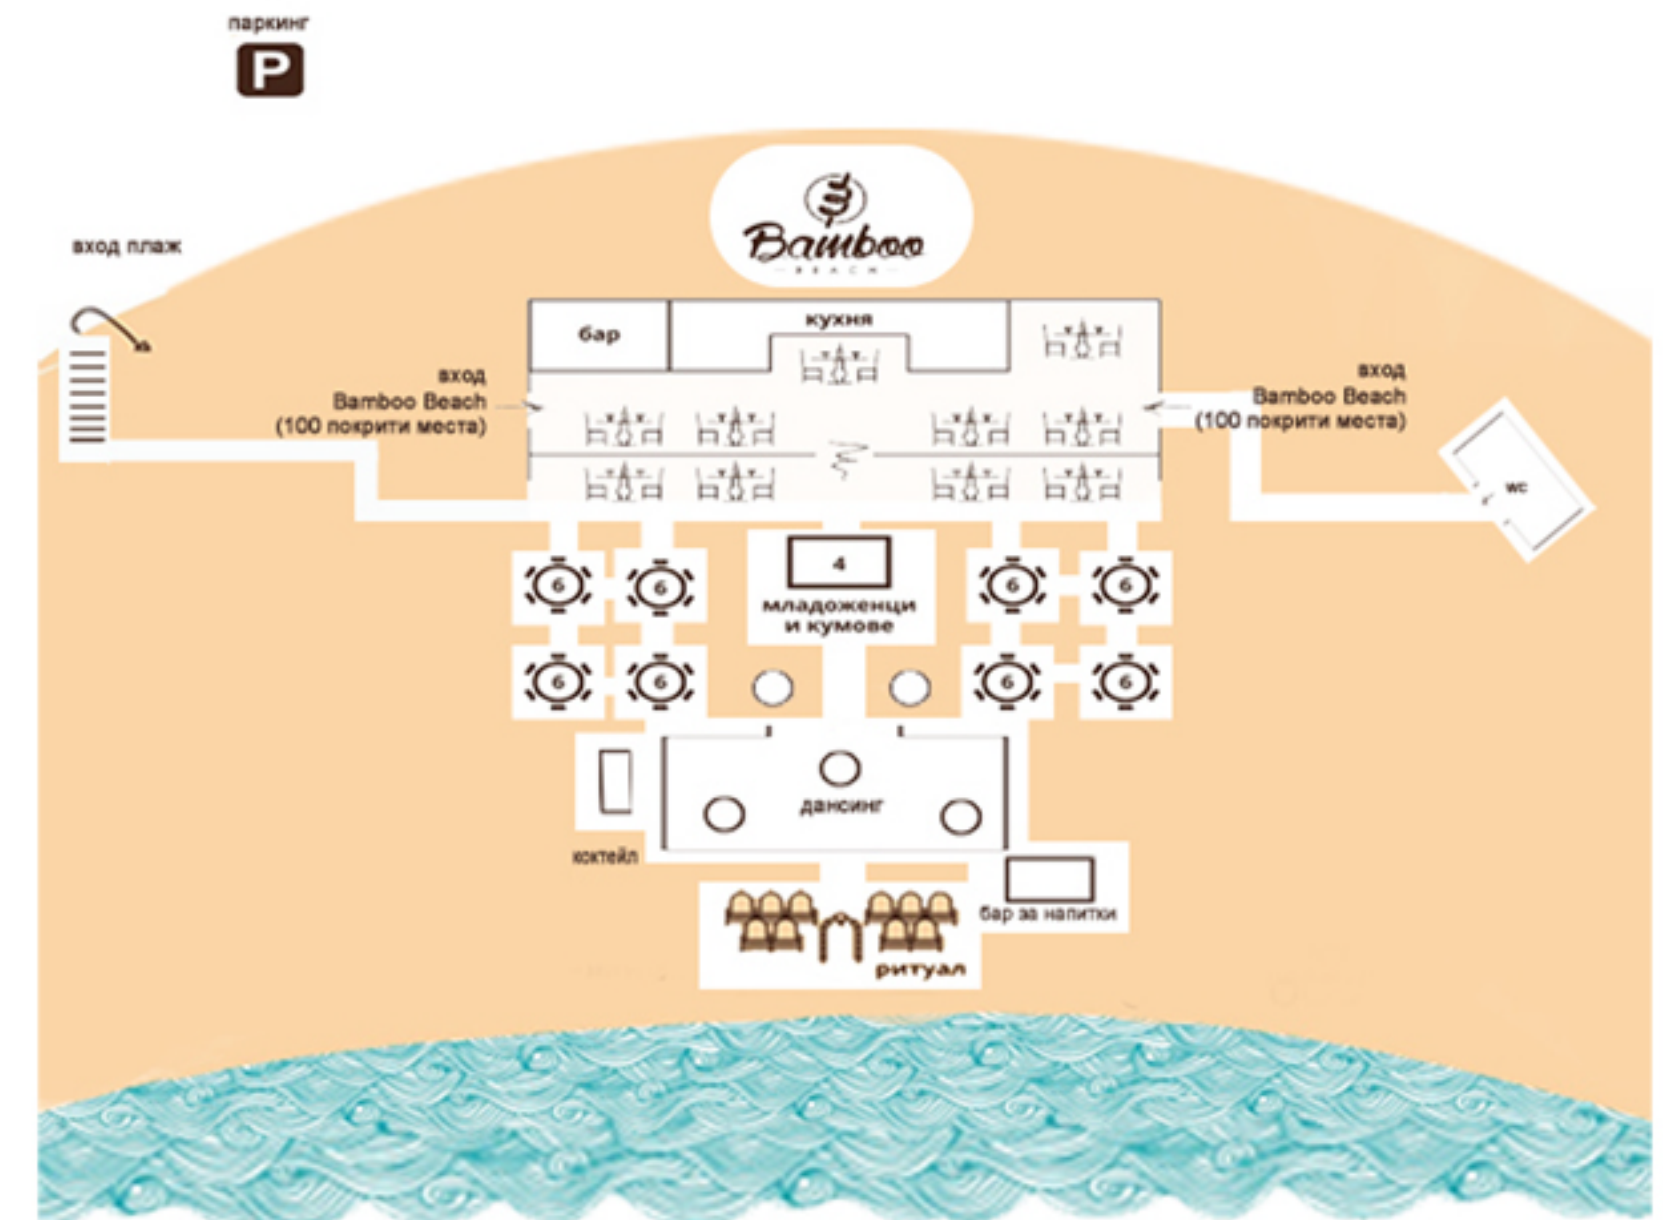 паркинг
P
Bamboo
BEACH
вход плаж
бар
кухня
вход
Bamboo Beach
(100 покрити места)
вход
Bamboo Beach
(100 покрити места)
wc
6
6
4
6
6
младоженци
и кумове
6
6
6
6
дансинг
коктейл
бар за напитки
ритуал